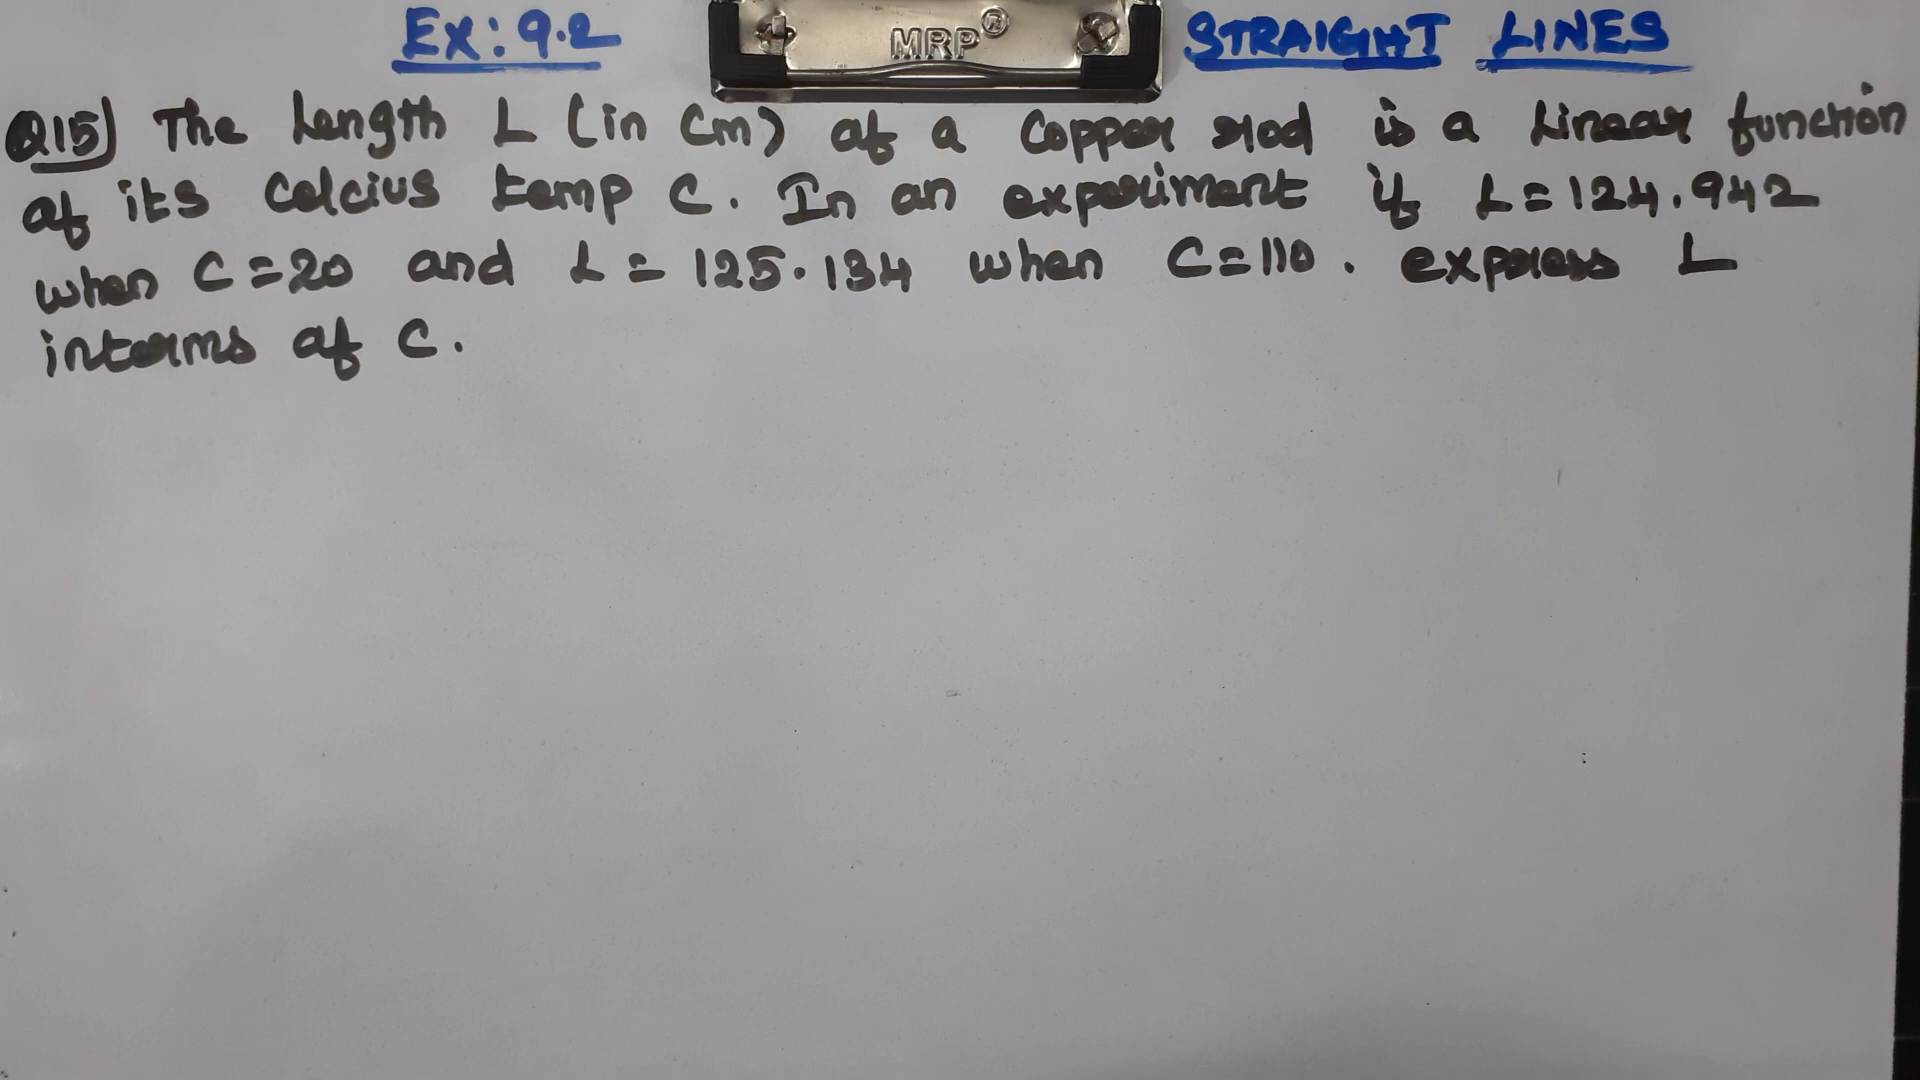 EX: 9.2 MRP® STRAIGHT LINES
Q15) The Length L (in Cm) of a Copper rod is a Linear function
of its Celcius temp C. In an experiment if L = 124.942
when C = 20 and L = 125.134 when C = 110. express L
interms of C.